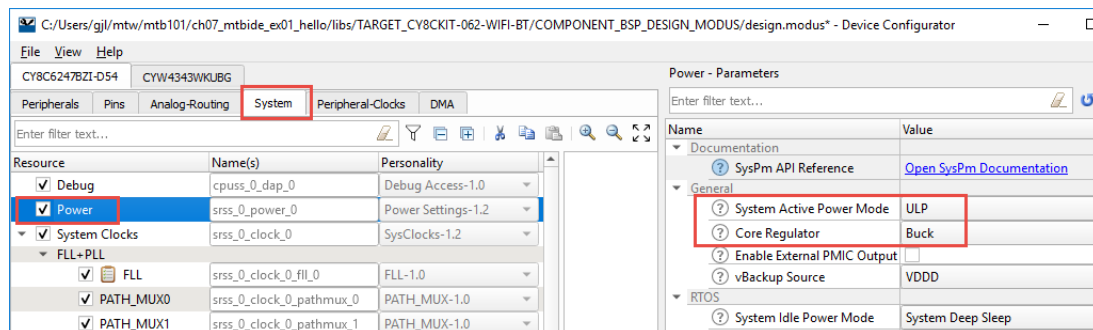 C:/Users/gjl/mtw/mtb101/ch07_mtbide_ex01_hello/libs/TARGET_CY8CKIT-062-WIFI-BT/COMPONENT_BSP_DESIGN_MODUS/design.modus* - Device Configurator
File View Help
CY8C6247BZI-D54 CYW4343WKUBG
Peripherals Pins Analog-Routing System Peripheral-Clocks DMA
Enter filter text...
Resource Name(s) Personality
Debug cpuss_0_dap_0 Debug Access-1.0
Power srss_0_power_0 Power Settings-1.2
System Clocks srss_0_clock_0 SysClocks-1.2
FLL+PLL
FLL srss_0_clock_0_fll_0 FLL-1.0
PATH_MUX0 srss_0_clock_0_pathmux_0 PATH_MUX-1.0
PATH_MUX1 srss_0_clock_0_pathmux_1 PATH_MUX-1.0
Power - Parameters
Enter filter text...
Name Value
Documentation
? SysPm API Reference Open SysPm Documentation
General
? System Active Power Mode ULP
? Core Regulator Buck
? Enable External PMIC Output
? vBackup Source VDDD
RTOS
? System Idle Power Mode System Deep Sleep